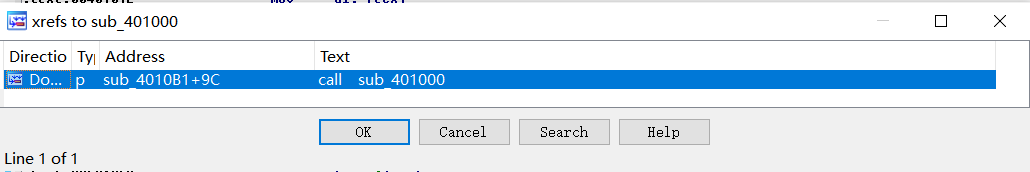 xrefs to sub_401000
Directio Ty Address Text
Do... p sub_4010B1+9C call sub_401000
OK Cancel Search Help
Line 1 of 1